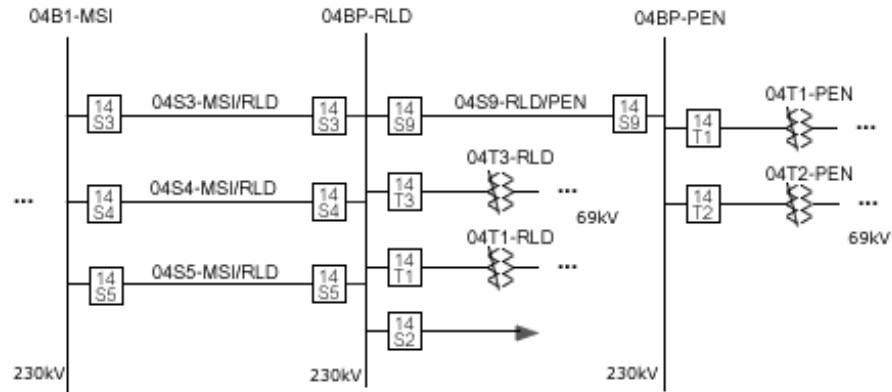 04B1-MSI
04BP-RLD
04BP-PEN
14
S3
04S3-MSI/RLD
14
S3
14
S9
04S9-RLD/PEN
14
S9
04T1-PEN
14
T1
...
04T3-RLD
04T2-PEN
...
14
S4
04S4-MSI/RLD
14
S4
14
T3
...
14
T2
...
69kV
04T1-RLD
69kV
14
S5
04S5-MSI/RLD
14
S5
14
T1
...
14
S2
230kV
230kV
230kV